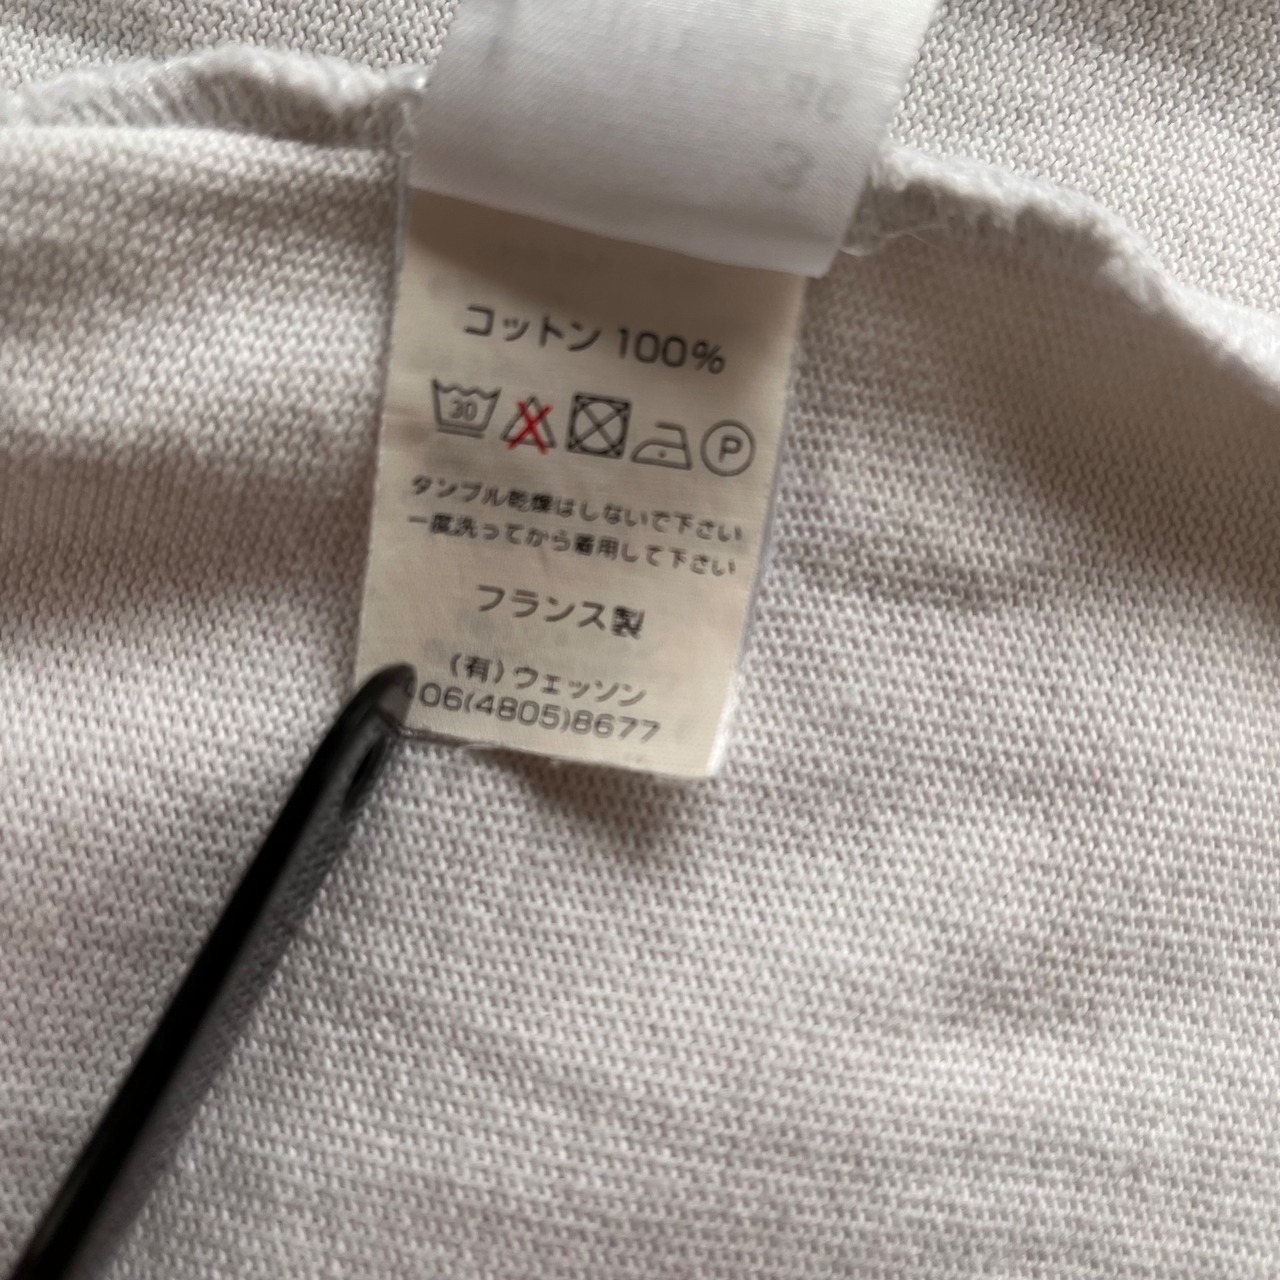 3
コットン 100%
30
P
タンブル乾燥はしないで下さい
一度洗ってから着用して下さい
フランス製
(有) ウェッソン
06(4805)8677